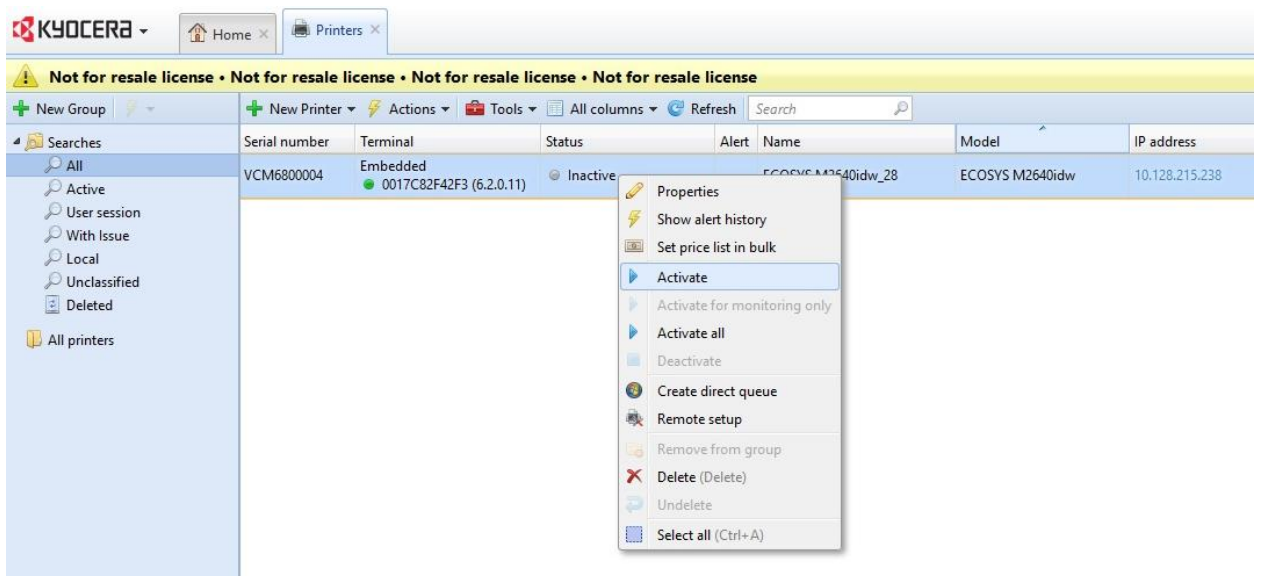 KYOCERA
Home
Printers
Not for resale license • Not for resale license • Not for resale license • Not for resale license
New Group
New Printer Actions Tools All columns Refresh Search
Searches
All
Active
User session
With Issue
Local
Unclassified
Deleted
All printers
Serial number Terminal Status Alert Name Model IP address
VCM6800004 Embedded 0017C82F42F3 (6.2.0.11) Inactive ECOSYS M2640idw_28 ECOSYS M2640idw 10.128.215.238
Properties
Show alert history
Set price list in bulk
Activate
Activate for monitoring only
Activate all
Deactivate
Create direct queue
Remote setup
Remove from group
Delete (Delete)
Undelete
Select all (Ctrl+A)